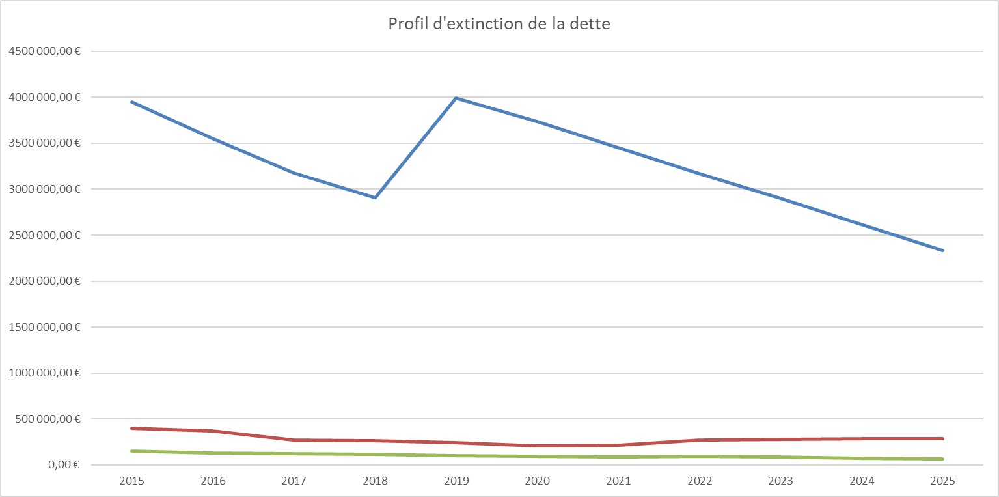 Profil d'extinction de la dette
4500 000,00 €
4000 000,00 €
3500 000,00 €
3000 000,00 €
2500 000,00 €
2000 000,00 €
1500 000,00 €
1000 000,00 €
500 000,00 €
0,00 €
2015 2016 2017 2018 2019 2020 2021 2022 2023 2024 2025